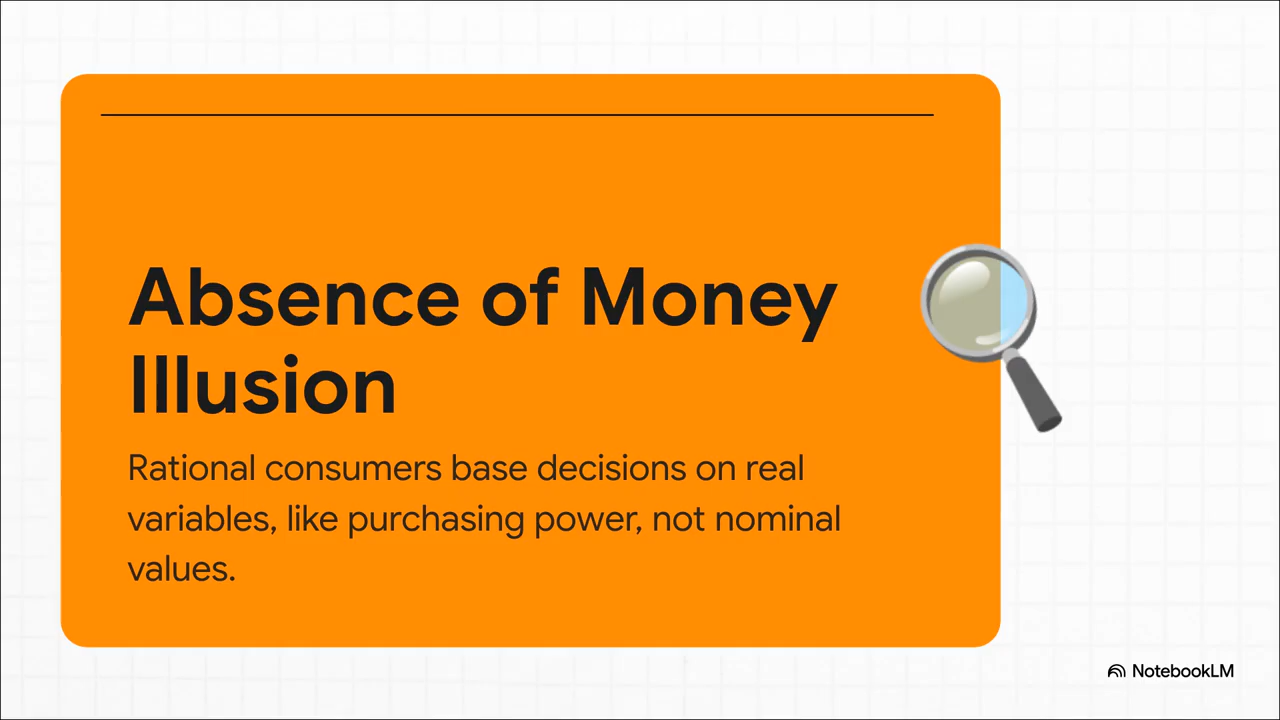 Absence of Money
Illusion
Rational consumers base decisions on real
variables, like purchasing power, not nominal
values.
NotebookLM